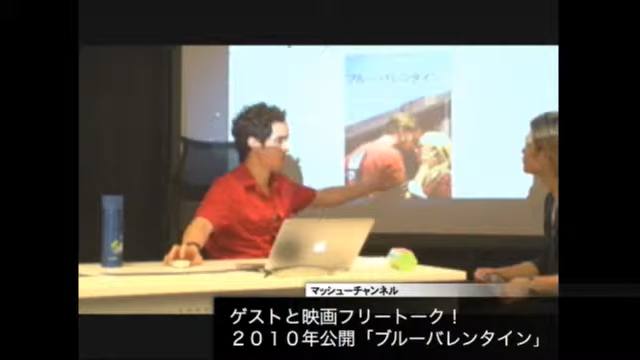 ブルーバレンタイン
マッシューチャンネル
ゲストと映画フリートーク！
２０１０年公開「ブルーバレンタイン」